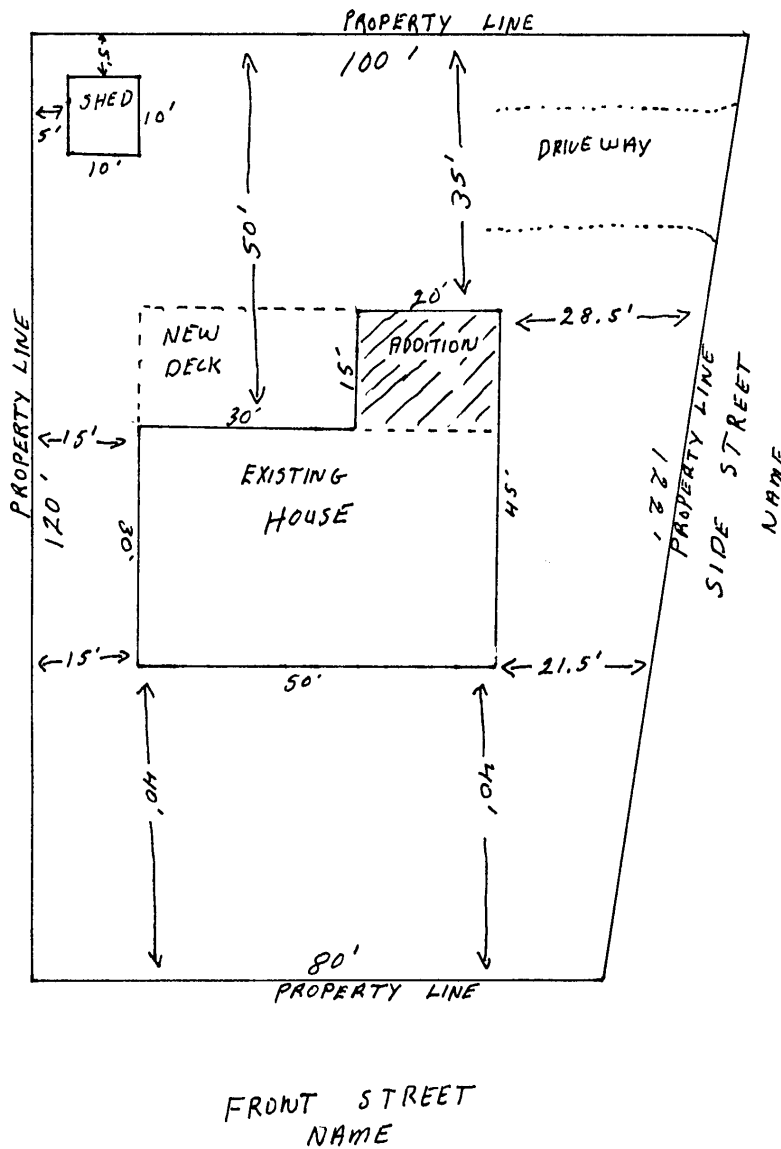 PROPERTY LINE
100'
5'
SHED
5'
10'
10'
DRIVEWAY
50'
35'
20'
28.5'
NEW
DECK
ADDITION
15'
30'
15'
PROPERTY LINE
120'
EXISTING
HOUSE
30'
45'
122'
PROPERTY LINE
SIDE STREET
NAME
15'
50'
21.5'
40'
40'
80'
PROPERTY LINE
FRONT STREET
NAME